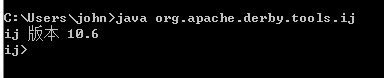 C:\Users\john>java org.apache.derby.tools.ij
ij 版本 10.6
ij>